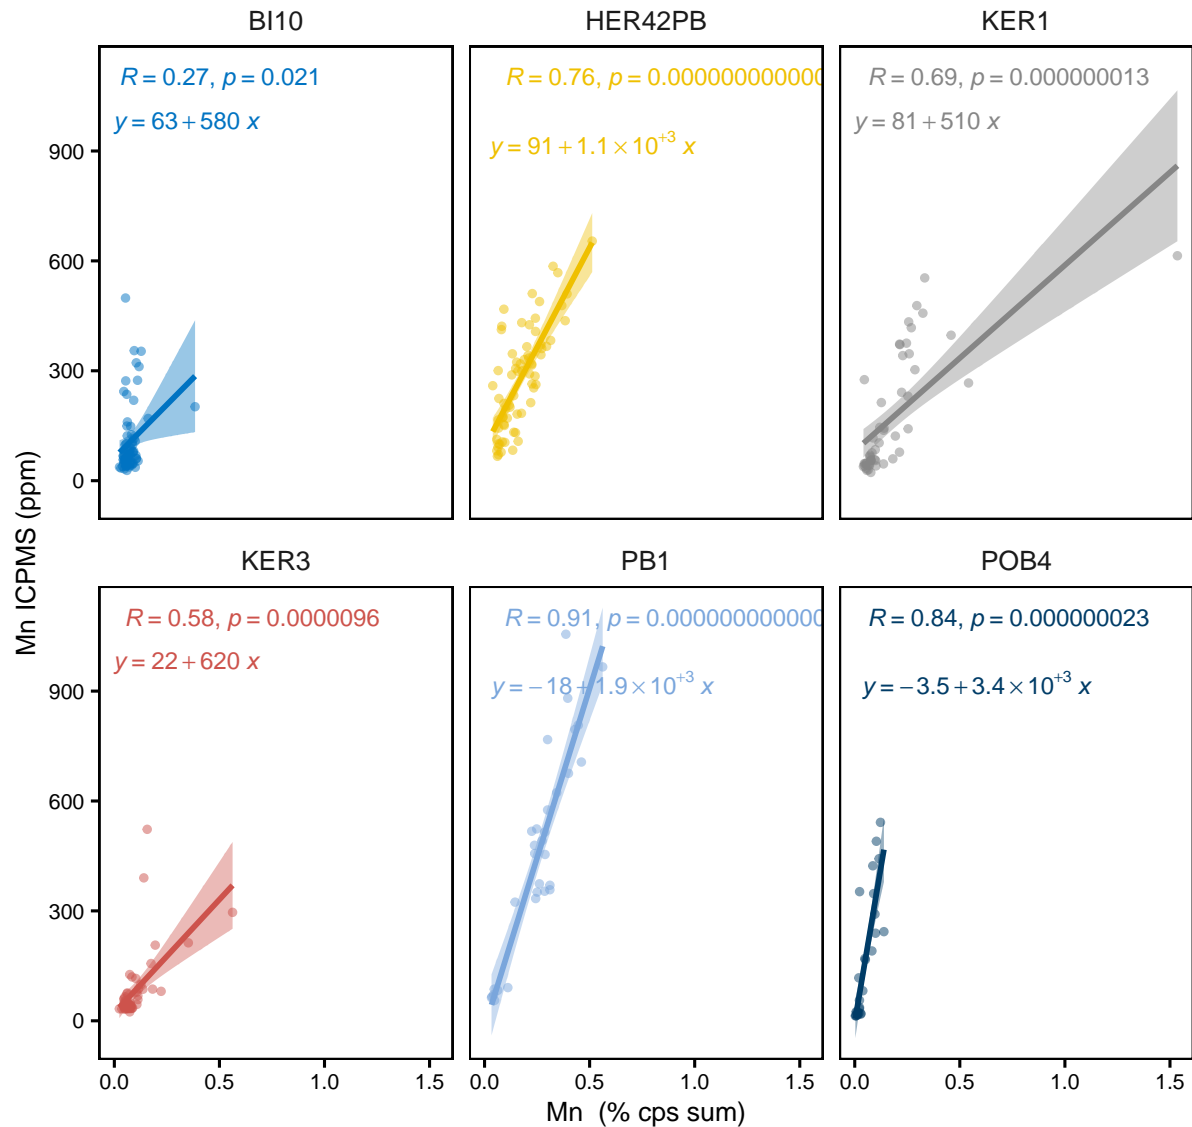 BI10 HER42PB KER1
R = 0.27, p = 0.021 R = 0.76, p = 0.000000000000 R = 0.69, p = 0.000000013
y = 63 + 580 x y = 91 + 1.1 × 10⁺³ x y = 81 + 510 x
900
600
300
0
KER3 PB1 POB4
R = 0.58, p = 0.0000096 R = 0.91, p = 0.000000000000 R = 0.84, p = 0.000000023
y = 22 + 620 x y = −18 + 1.9 × 10⁺³ x y = −3.5 + 3.4 × 10⁺³ x
900
600
300
0
0.0 0.5 1.0 1.5 0.0 0.5 1.0 1.5 0.0 0.5 1.0 1.5
Mn (% cps sum)
Mn ICPMS (ppm)